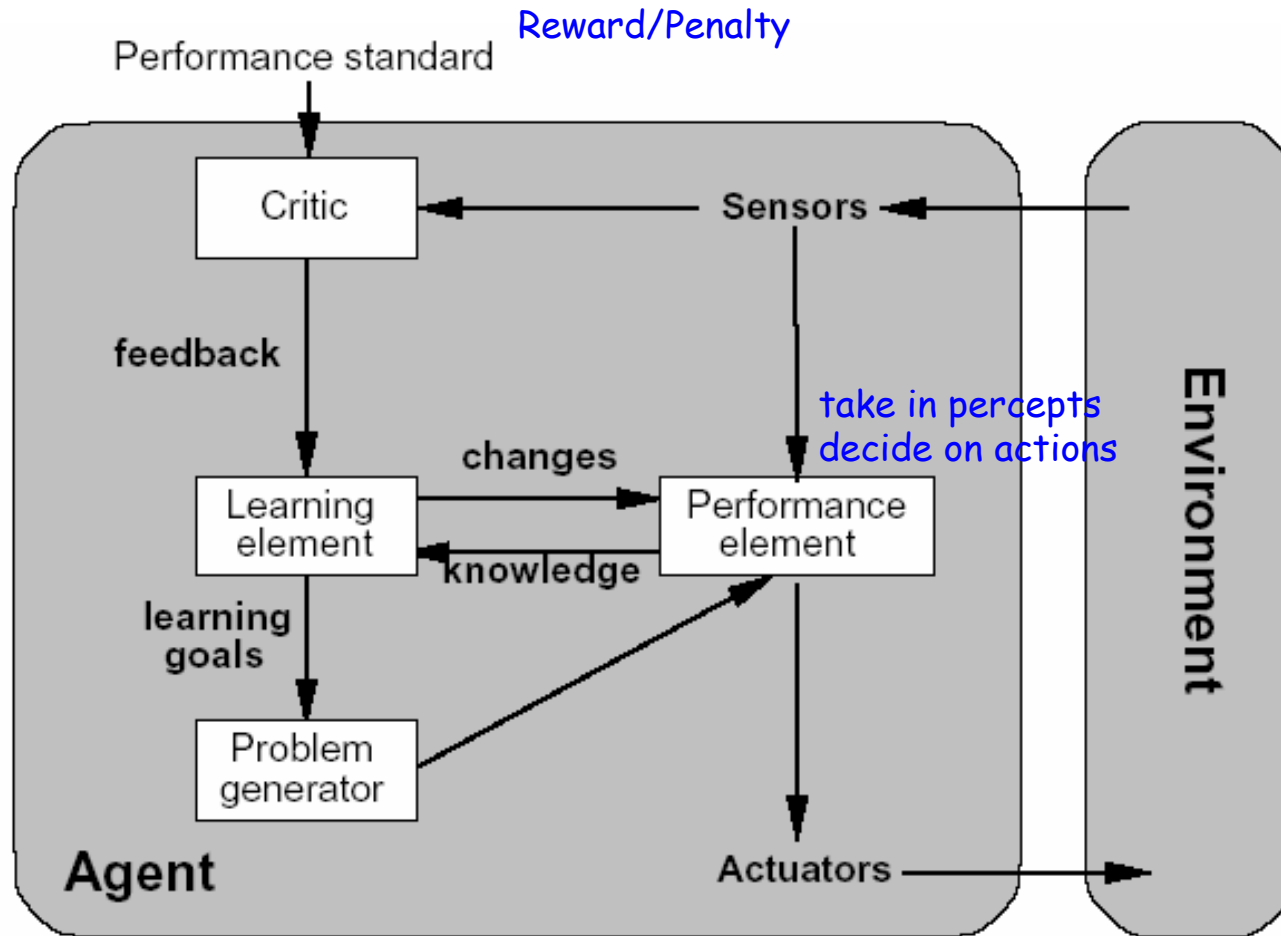 Reward/Penalty
Performance standard
Critic
Sensors
feedback
take in percepts
decide on actions
changes
Learning
element
Performance
element
knowledge
learning
goals
Problem
generator
Agent
Actuators
Environment